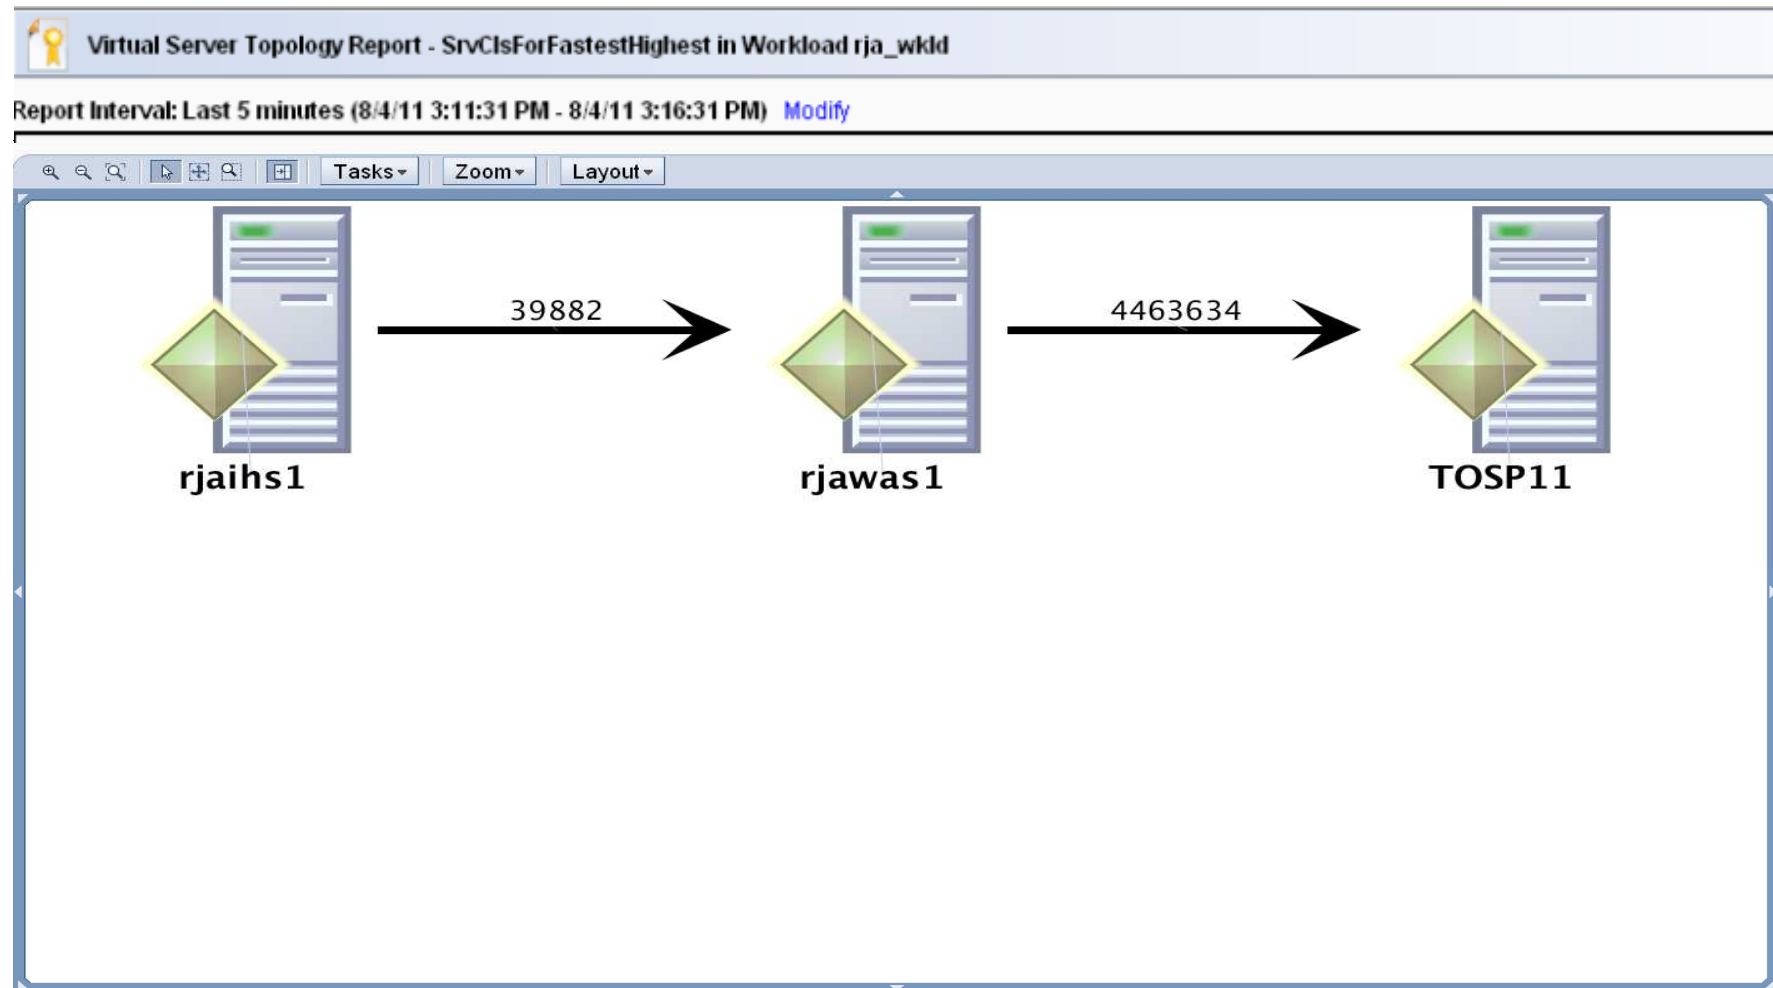 Virtual Server Topology Report - SrvClsForFastestHighest in Workload rja_wkld
Report Interval: Last 5 minutes (8/4/11 3:11:31 PM - 8/4/11 3:16:31 PM) Modify
Tasks Zoom Layout
39882 4463634
rjaihs1 rjawas1 TOSP11